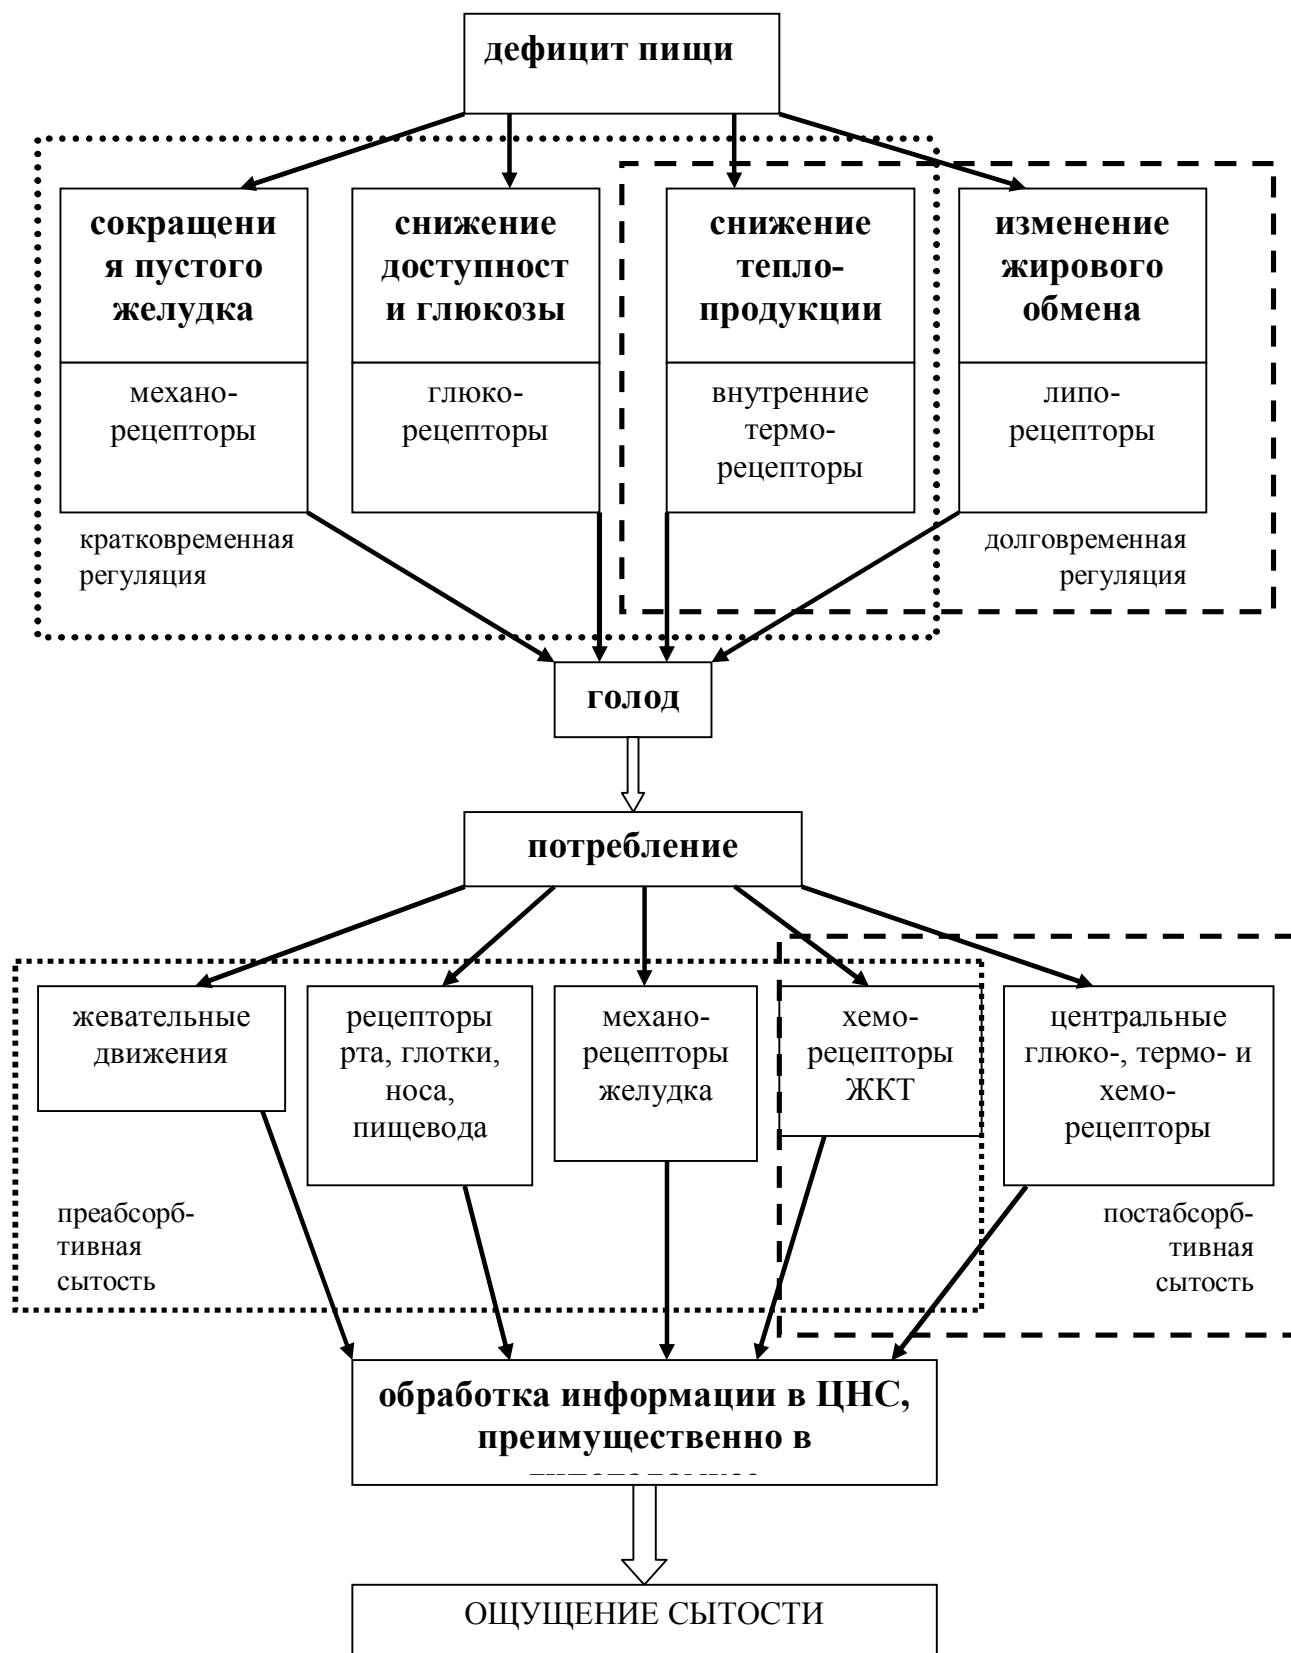 дефицит пищи
сокращени
я пустого
желудка
снижение
доступност
и глюкозы
снижение
тепло-
продукции
изменение
жирового
обмена
механо-
рецепторы
глюко-
рецепторы
внутренние
термо-
рецепторы
липо-
рецепторы
кратковременная
регуляция
долговременная
регуляция
голод
потребление
жевательные
движения
рецепторы
рта, глотки,
носа,
пищевода
механо-
рецепторы
желудка
хемо-
рецепторы
ЖКТ
центральные
глюко-, термо- и
хемо-
рецепторы
преабсорб-
тивная
сытость
постабсорб-
тивная
сытость
обработка информации в ЦНС,
преимущественно в
ОЩУЩЕНИЕ СЫТОСТИ